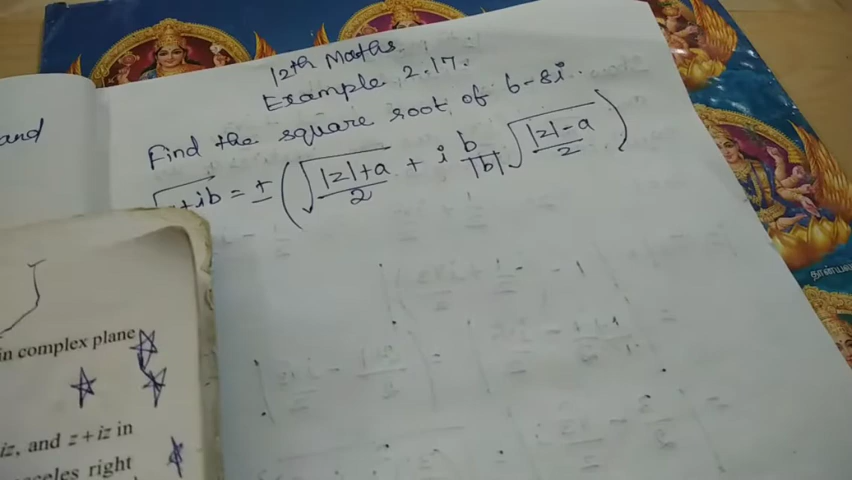 12th Maths
Example 2.17.
Find the square root of 6-8i.
+ib = ± (√|z|+a/2 + i b/|b| √|z|-a/2)
and
in complex plane
iz, and z + iz in
right
தான்யல